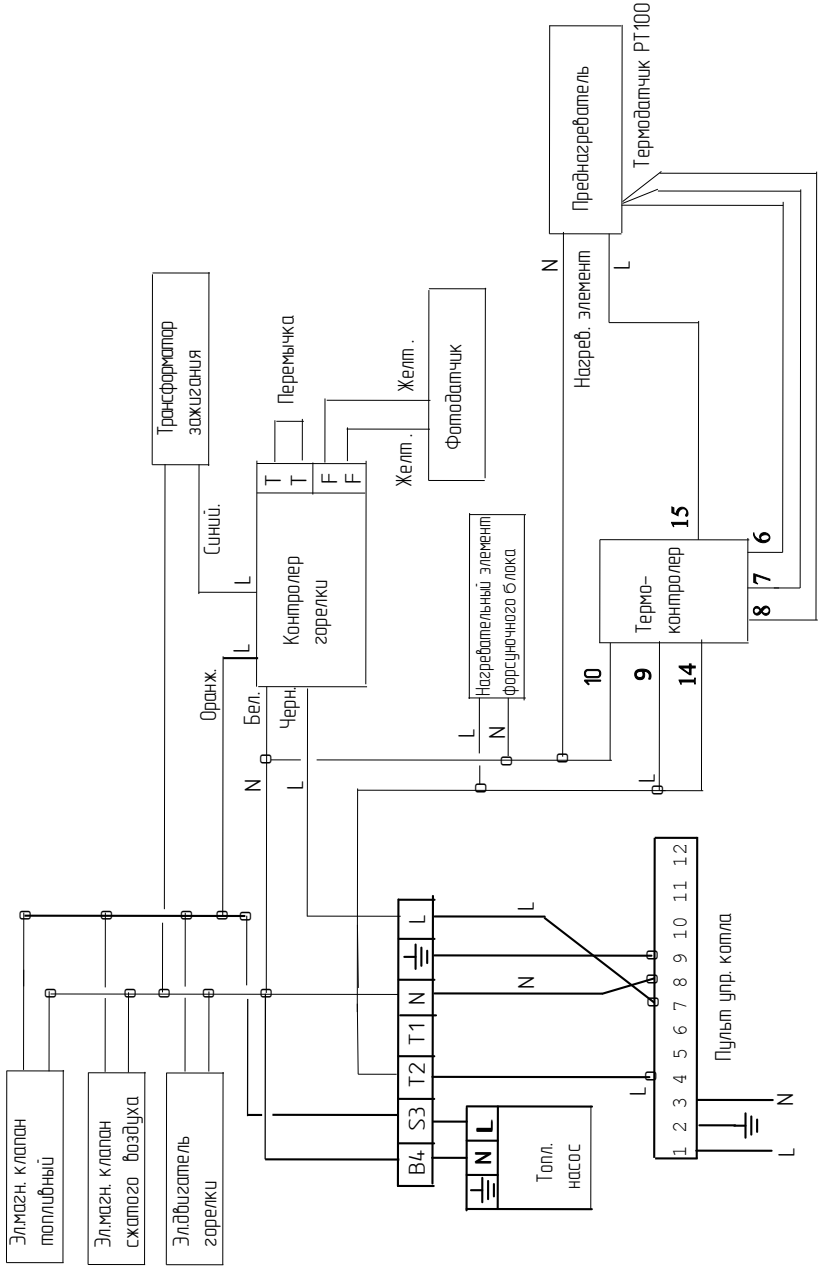 Эл.магн. клапан
топливный
Эл.магн. клапан
сжатого воздуха
Эл.двигатель
горелки
Трансформатор
зажигания
Синий.
L
L
Оранж.
Бел.
Черн.
N
L
Контролер
горелки
T
T
F
F
Перемычка
Желт.
Желт.
Фотодатчик
Нагревательный элемент
форсуночного блока
L
N
N
L
Нагрев. элемент
Преднагреватель
Термодатчик РТ100
Термо-
контролер
10
9
14
15
6
7
8
L
B4
S3
T2
T1
N
L
N
L
Топл.
насос
L
N
L
1 2 3 4 5 6 7 8 9 10 11 12
L
N
Пульт упр. котла